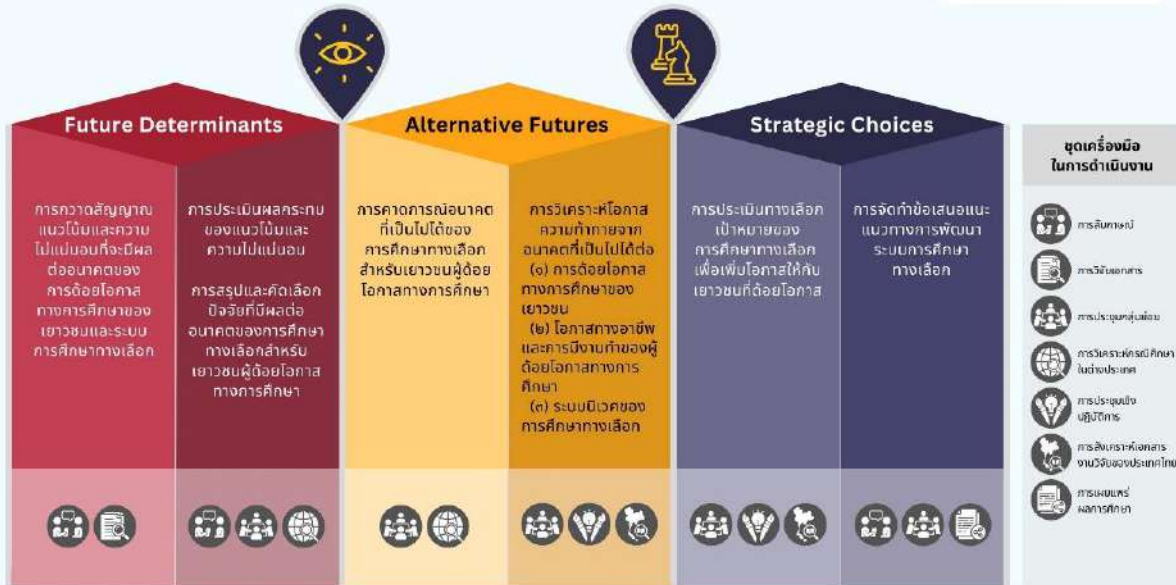 Future Determinants
Alternative Futures
Strategic Choices
การกวาดสัญญาณ
แนวโน้มและความ
ไม่แน่นอนที่จะมีผล
ต่ออนาคตของ
การด้อยโอกาส
ทางการศึกษาของ
เยาวชนและระบบ
การศึกษาทางเลือก
การประเมินผลกระทบ
ของแนวโน้มและ
ความไม่แน่นอน
การสรุปและคัดเลือก
ปัจจัยที่มีผลต่อ
อนาคตของการศึกษา
ทางเลือกสำหรับ
เยาวชนผู้ด้อยโอกาส
ทางการศึกษา
การคาดการณ์อนาคต
ที่เป็นไปได้ของ
การศึกษาทางเลือก
สำหรับเยาวชนผู้ด้อย
โอกาสทางการศึกษา
การวิเคราะห์โอกาส
ความท้าทายจาก
อนาคตที่เป็นไปได้ต่อ
(๑) การด้อยโอกาส
ทางการศึกษาของ
เยาวชน
(๒) โอกาสทางอาชีพ
และการมีงานทำของผู้
ด้อยโอกาสทางการ
ศึกษา
(๓) ระบบนิเวศของ
การศึกษาทางเลือก
การประเมินทางเลือก
เป้าหมายของ
การศึกษาทางเลือก
เพื่อเพิ่มโอกาสให้กับ
เยาวชนที่ด้อยโอกาส
การจัดทำข้อเสนอแนะ
แนวทางการพัฒนา
ระบบการศึกษา
ทางเลือก
ชุดเครื่องมือ
ในการดำเนินงาน
การสัมภาษณ์
การวิจัยเอกสาร
การประชุมกลุ่มย่อย
การวิเคราะห์กรณีศึกษา
ในต่างประเทศ
การประชุมเชิง
ปฏิบัติการ
การสังเคราะห์เอกสาร
งานวิจัยของประเทศไทย
การเผยแพร่
ผลการศึกษา